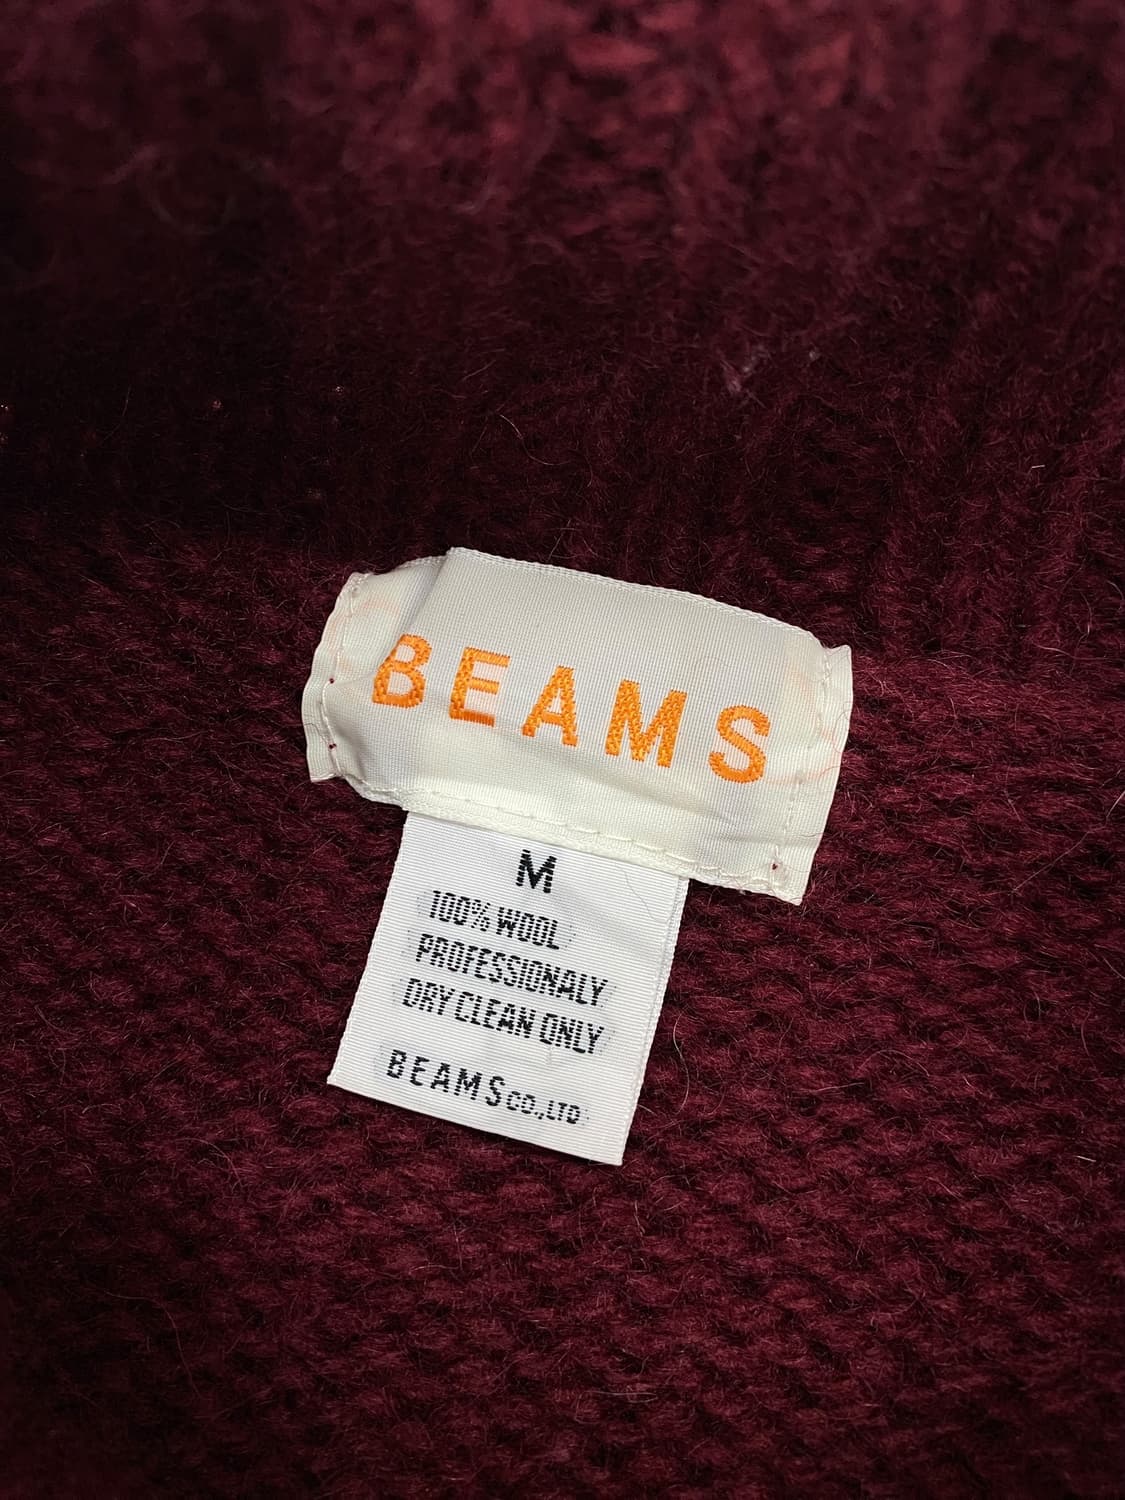 BEAMS
M
100% WOOL
PROFESSIONALY
DRY CLEAN ONLY
BEAMS CO.,LTD